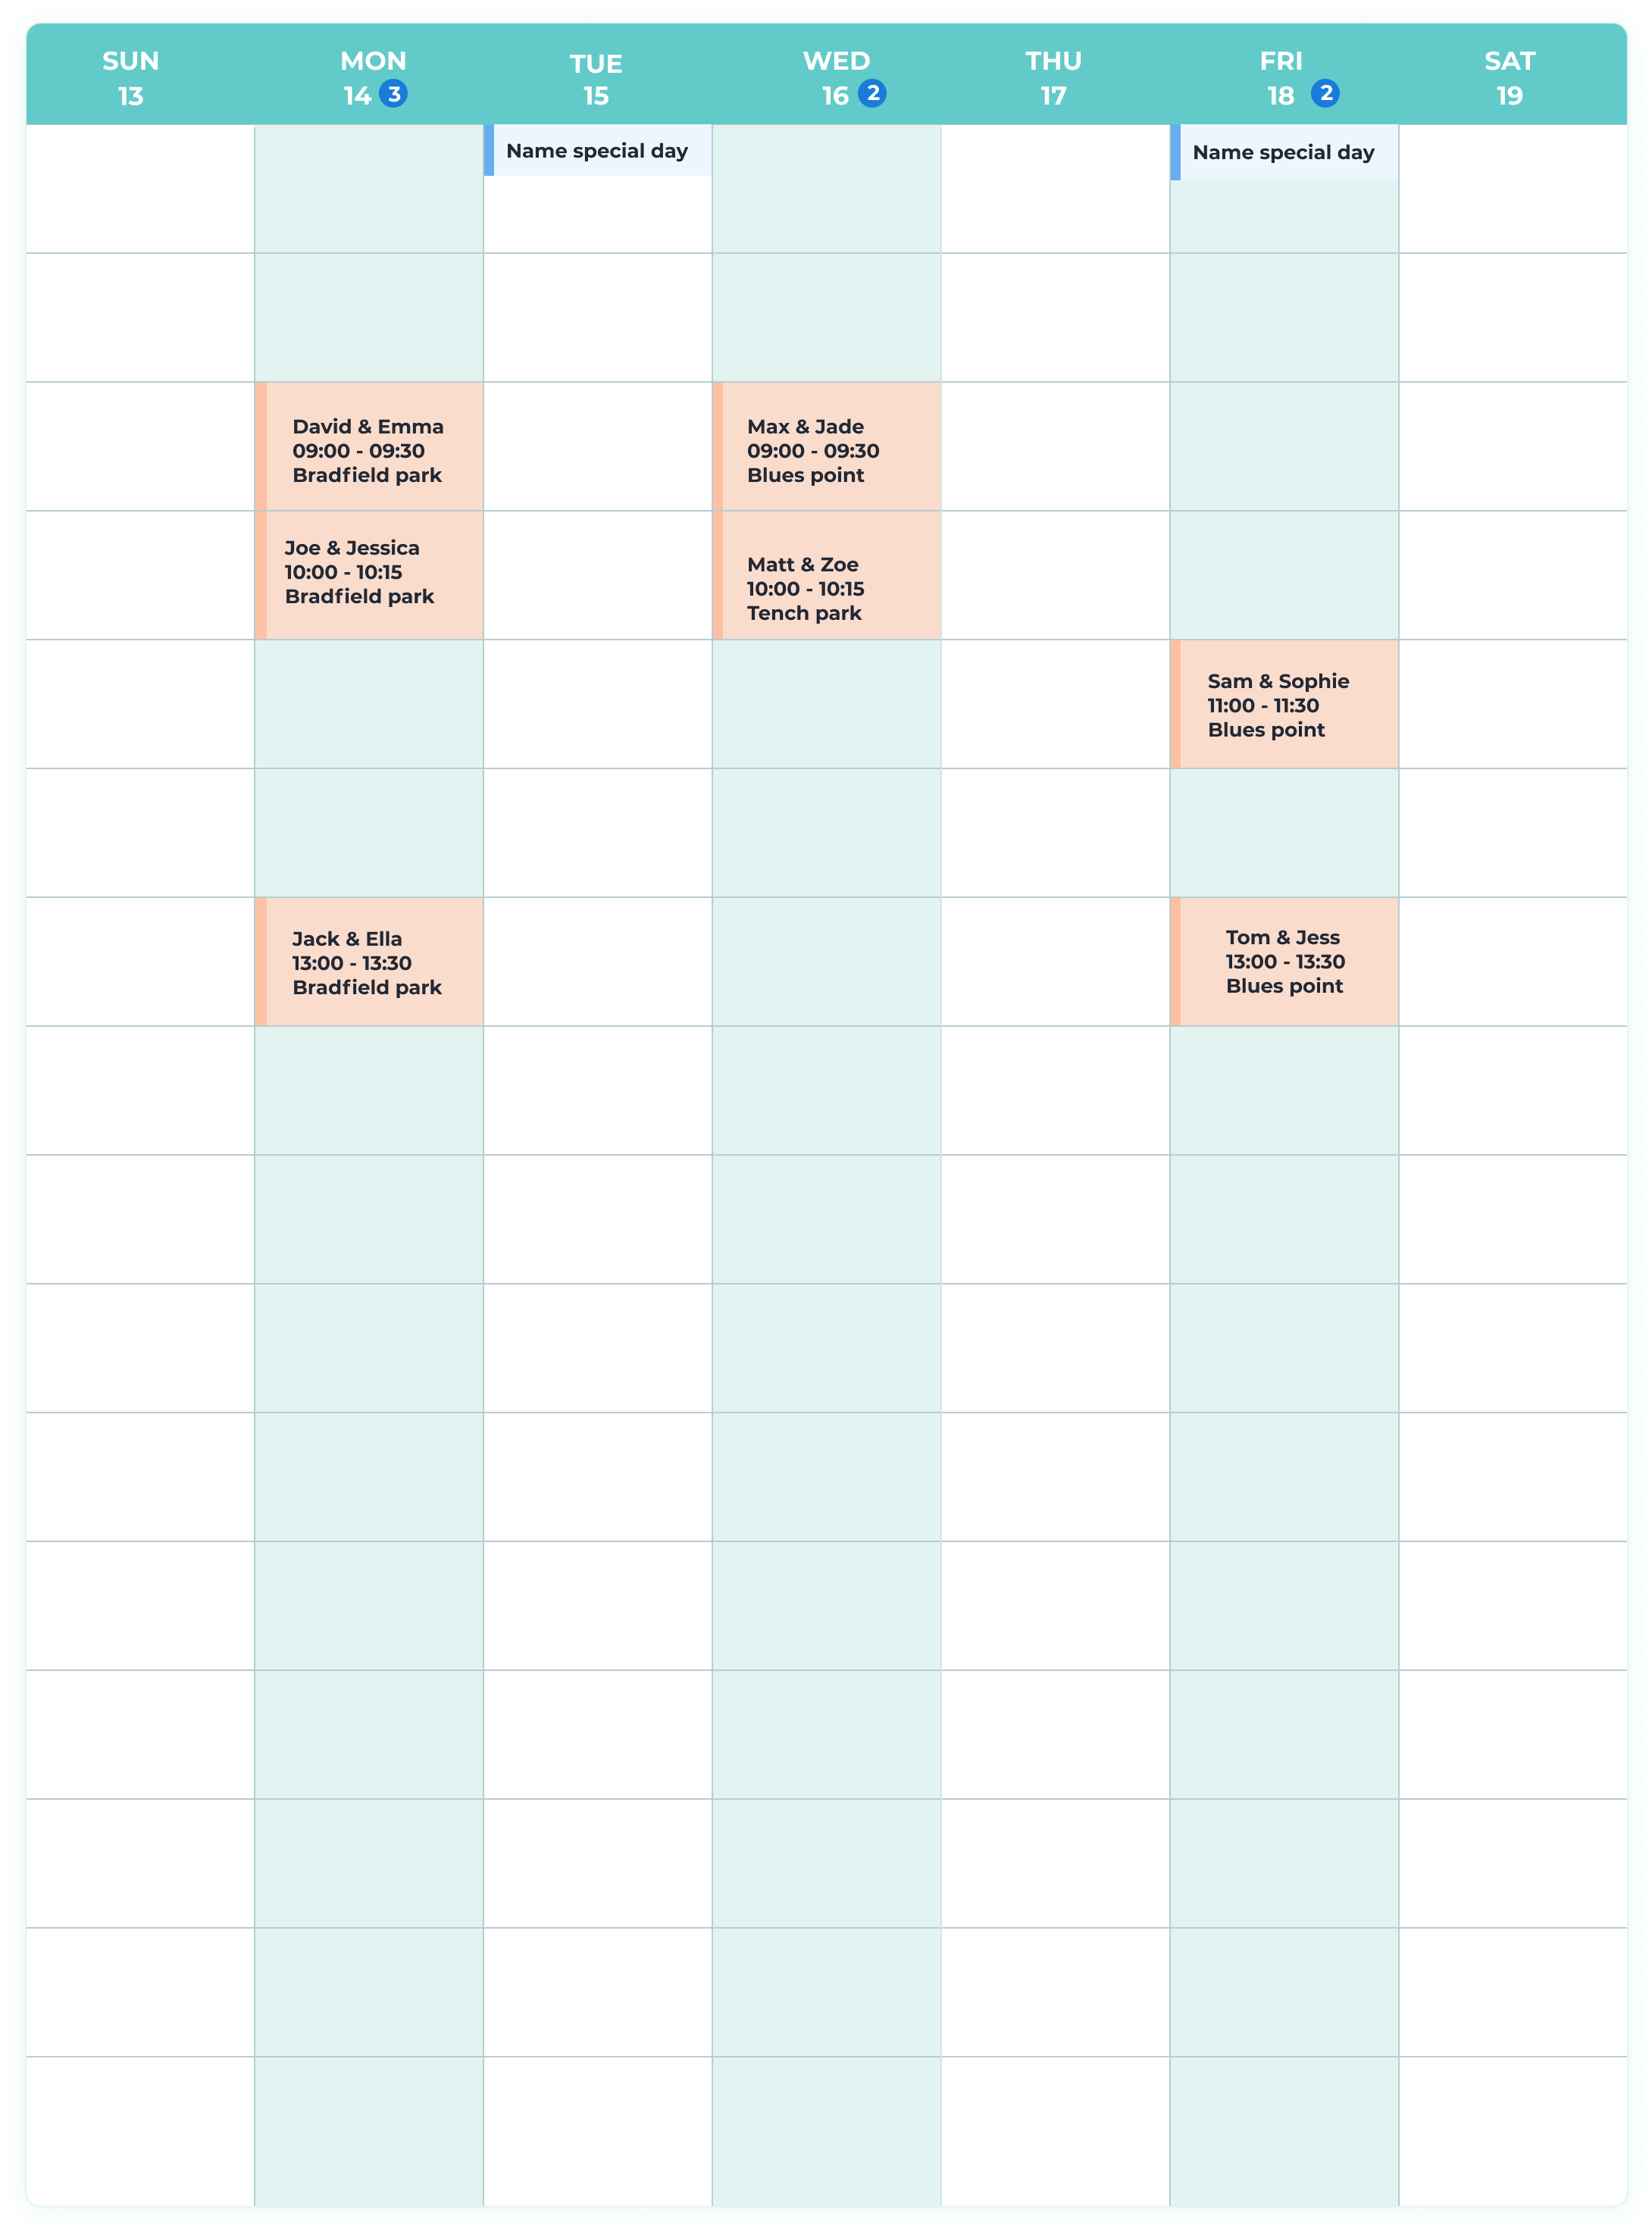 SUN
13
MON
14 3
TUE
15
WED
16 2
THU
17
FRI
18 2
SAT
19
Name special day
Name special day
David & Emma
09:00 - 09:30
Bradfield park
Max & Jade
09:00 - 09:30
Blues point
Joe & Jessica
10:00 - 10:15
Bradfield park
Matt & Zoe
10:00 - 10:15
Tench park
Sam & Sophie
11:00 - 11:30
Blues point
Jack & Ella
13:00 - 13:30
Bradfield park
Tom & Jess
13:00 - 13:30
Blues point